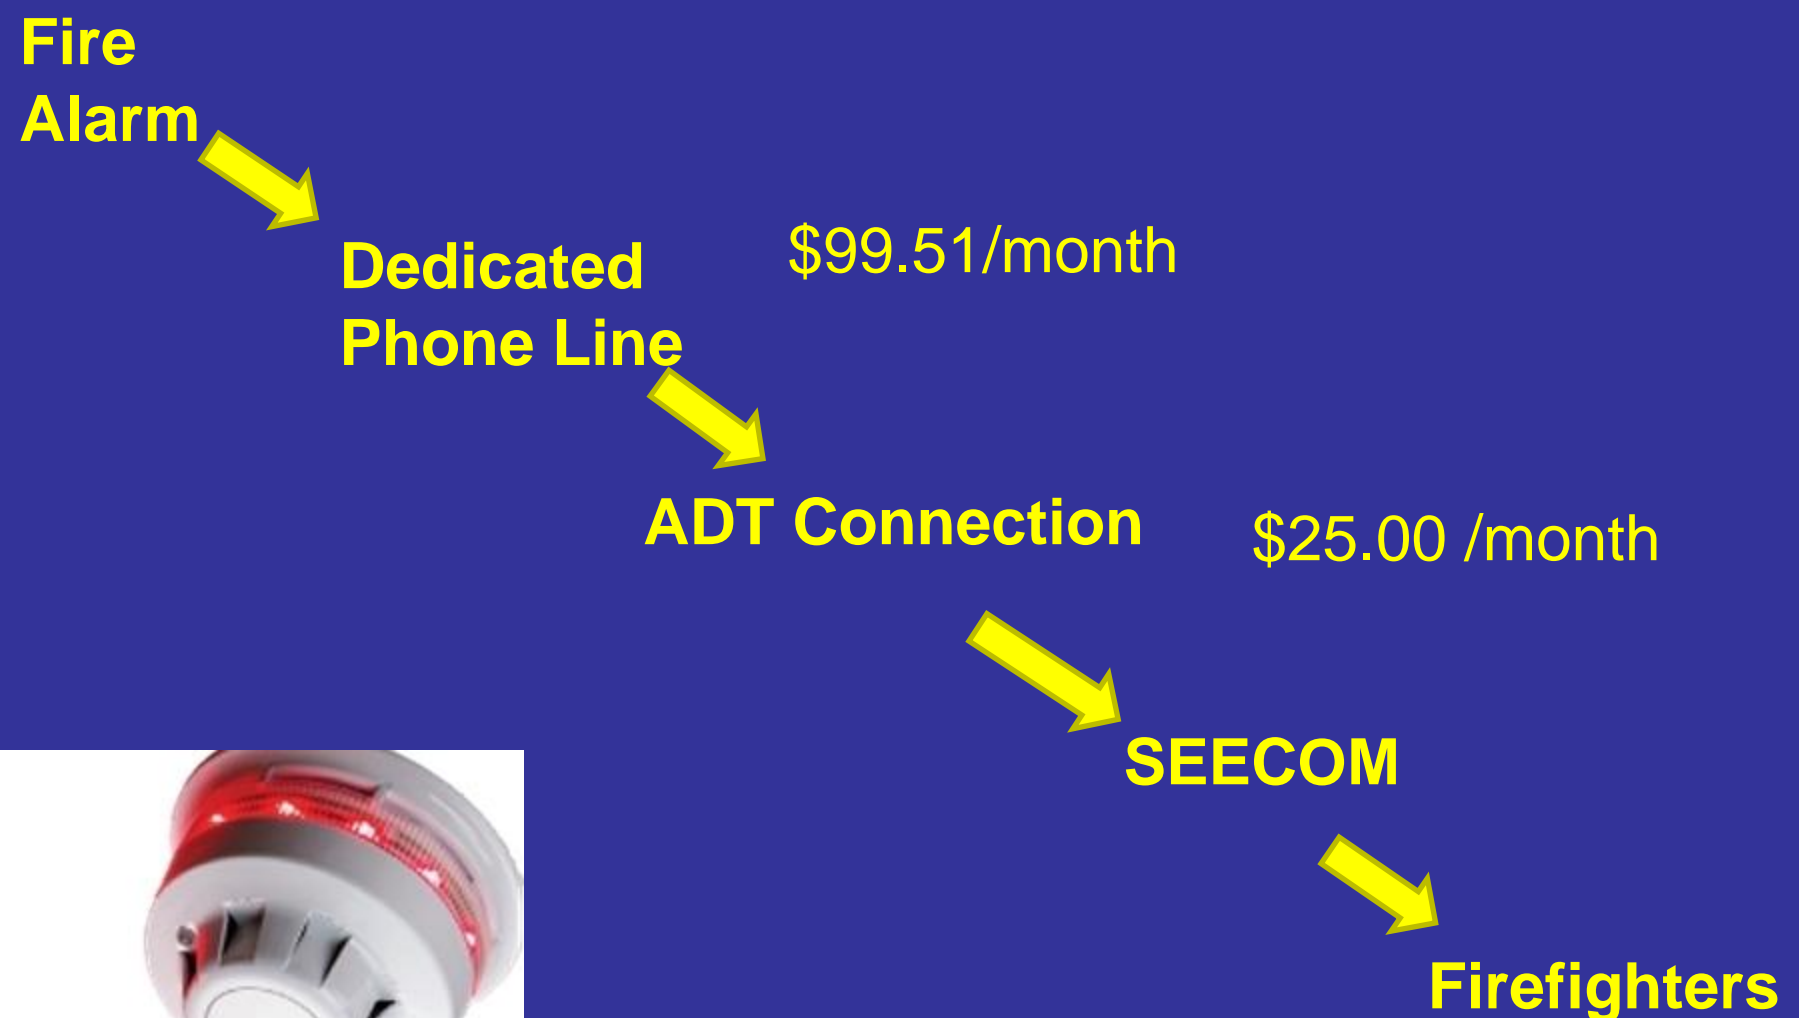 Fire
Alarm
Dedicated
Phone Line
$99.51/month
ADT Connection
$25.00 /month
SEECOM
Firefighters